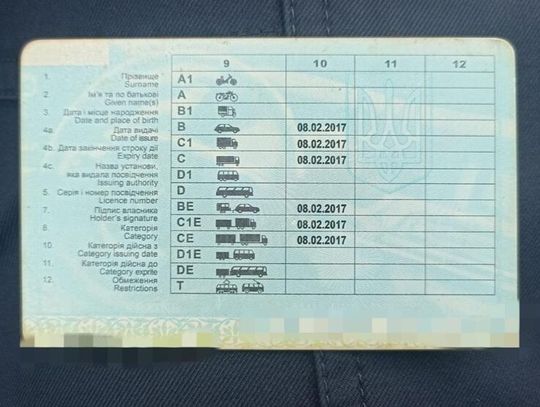 9 10 11 12
1. Прізвище
Surname
2. Ім'я та по батькові
Given name(s)
3. Дата і місце народження
Date and place of birth
4a. Дата видачі
Date of issure
4b. Дата закінчення строку дії
Expiry date
4c. Назва установи,
яка видала посвідчення
Issuing authority
5. Серія і номер посвідчення
Licence number
7. Підпис власника
Holder's signature
8. Категорія
Category
10. Категорія дійсна з
Category issuing date
11. Категорія дійсна до
Category exprite
12. Обмеження
Restrictions
A1
A
B1
B 08.02.2017
C1 08.02.2017
C 08.02.2017
D1
D
BE 08.02.2017
C1E 08.02.2017
CE 08.02.2017
D1E
DE
T